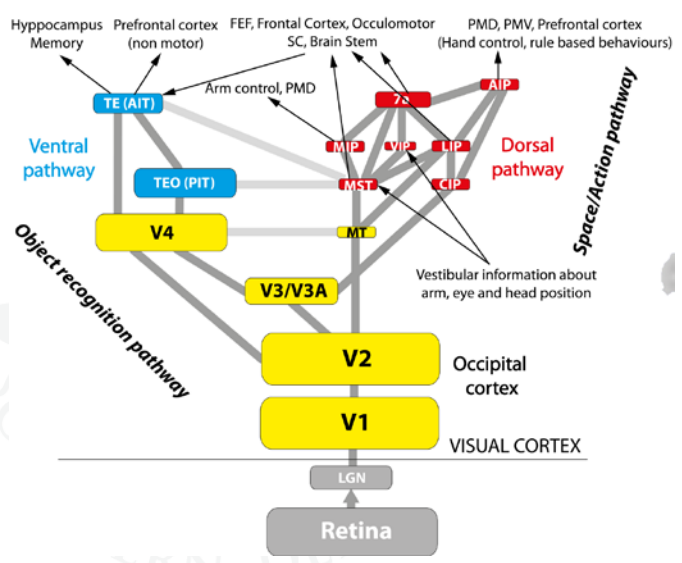 Hyppocampus
Memory
Prefrontal cortex
(non motor)
FEF, Frontal Cortex, Occulomotor
SC, Brain Stem
PMD, PMV, Prefrontal cortex
(Hand control, rule based behaviours)
Arm control, PMD
TE (AIT)
7a
AIP
Ventral
pathway
MIP
VIP
LIP
Dorsal
pathway
Space/Action pathway
TEO (PIT)
MST
CIP
V4
MT
Object recognition pathway
V3/V3A
Vestibular information about
arm, eye and head position
V2
Occipital
cortex
V1
VISUAL CORTEX
LGN
Retina